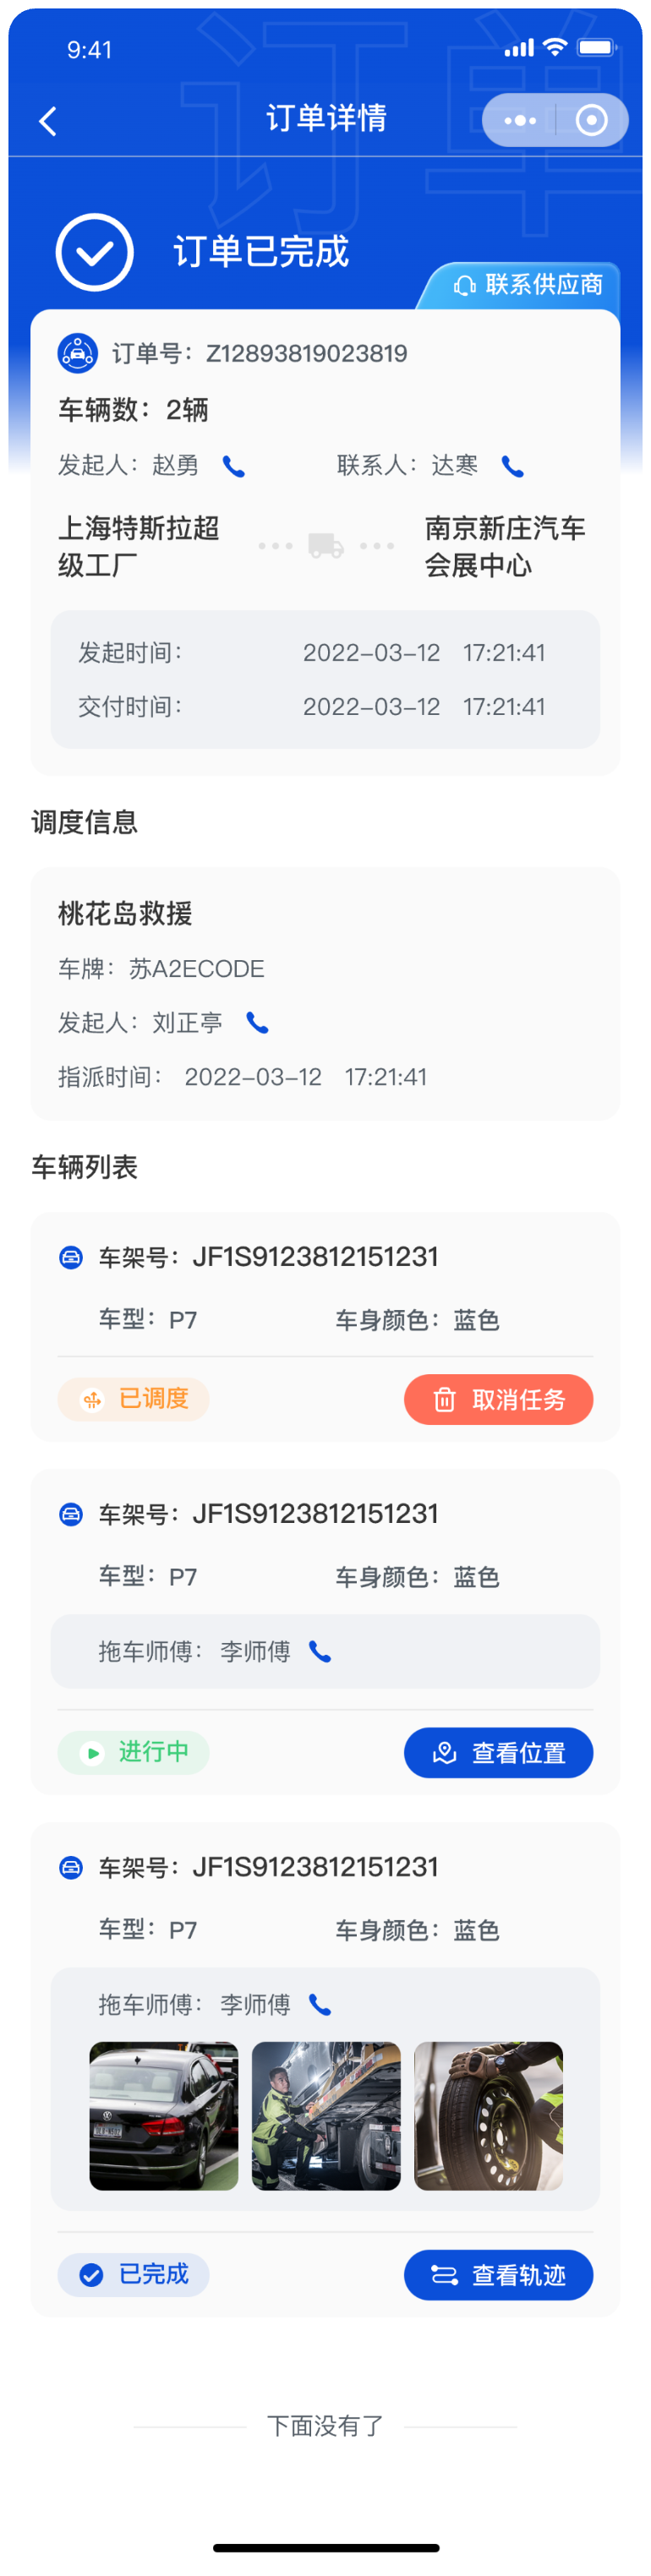 9:41
订单
订单详情
订单已完成
联系供应商
订单号：Z12893819023819
车辆数：2辆
发起人：赵勇
联系人：达寒
上海特斯拉超
级工厂
南京新庄汽车
会展中心
发起时间：
2022-03-12 17:21:41
交付时间：
2022-03-12 17:21:41
调度信息
桃花岛救援
车牌：苏A2ECODE
发起人：刘正亭
指派时间： 2022-03-12 17:21:41
车辆列表
车架号：JF1S9123812151231
车型：P7
车身颜色：蓝色
已调度
取消任务
车架号：JF1S9123812151231
车型：P7
车身颜色：蓝色
拖车师傅：李师傅
进行中
查看位置
车架号：JF1S9123812151231
车型：P7
车身颜色：蓝色
拖车师傅：李师傅
已完成
查看轨迹
下面没有了